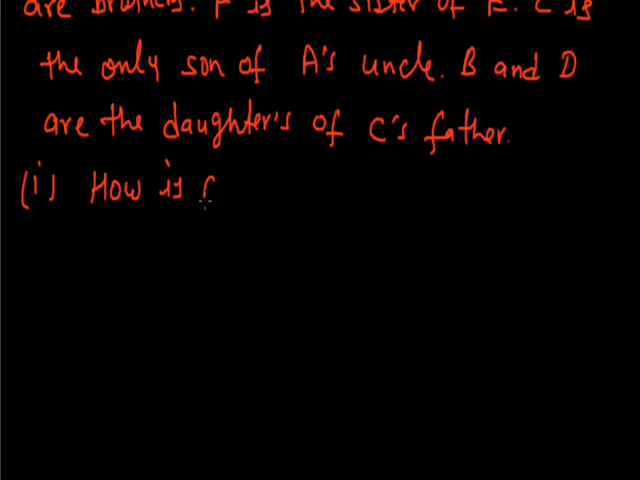 are brothers. F is the sister of E. C is
the only son of A's uncle. B and D
are the daughter's of C's father.
(i) How is